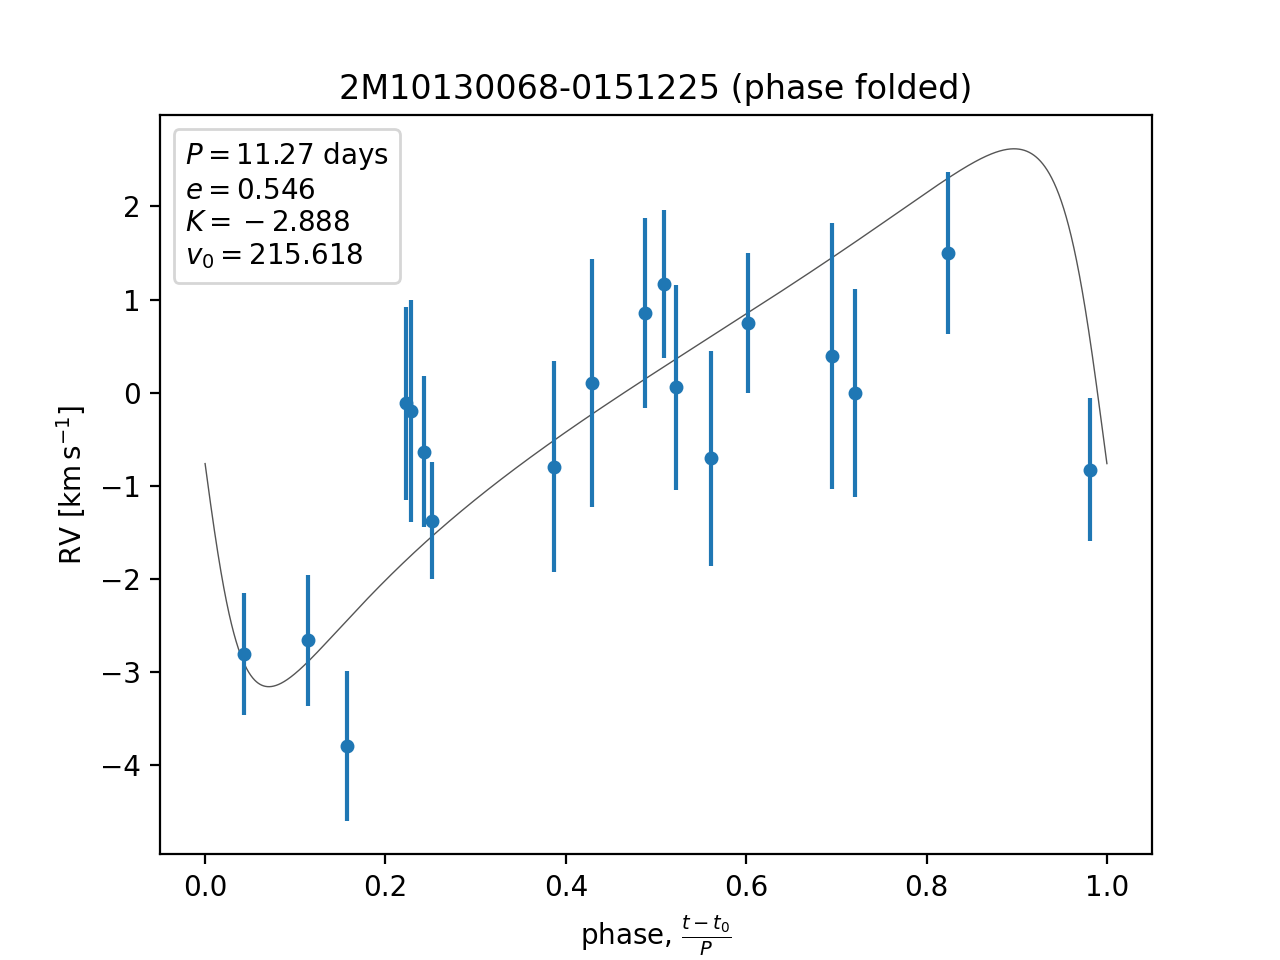 2M10130068-0151225 (phase folded)
P = 11.27 days
e = 0.546
K = −2.888
v₀ = 215.618
2
1
0
−1
−2
−3
−4
RV [km s⁻¹]
0.0 0.2 0.4 0.6 0.8 1.0
phase, (t − t₀)/P